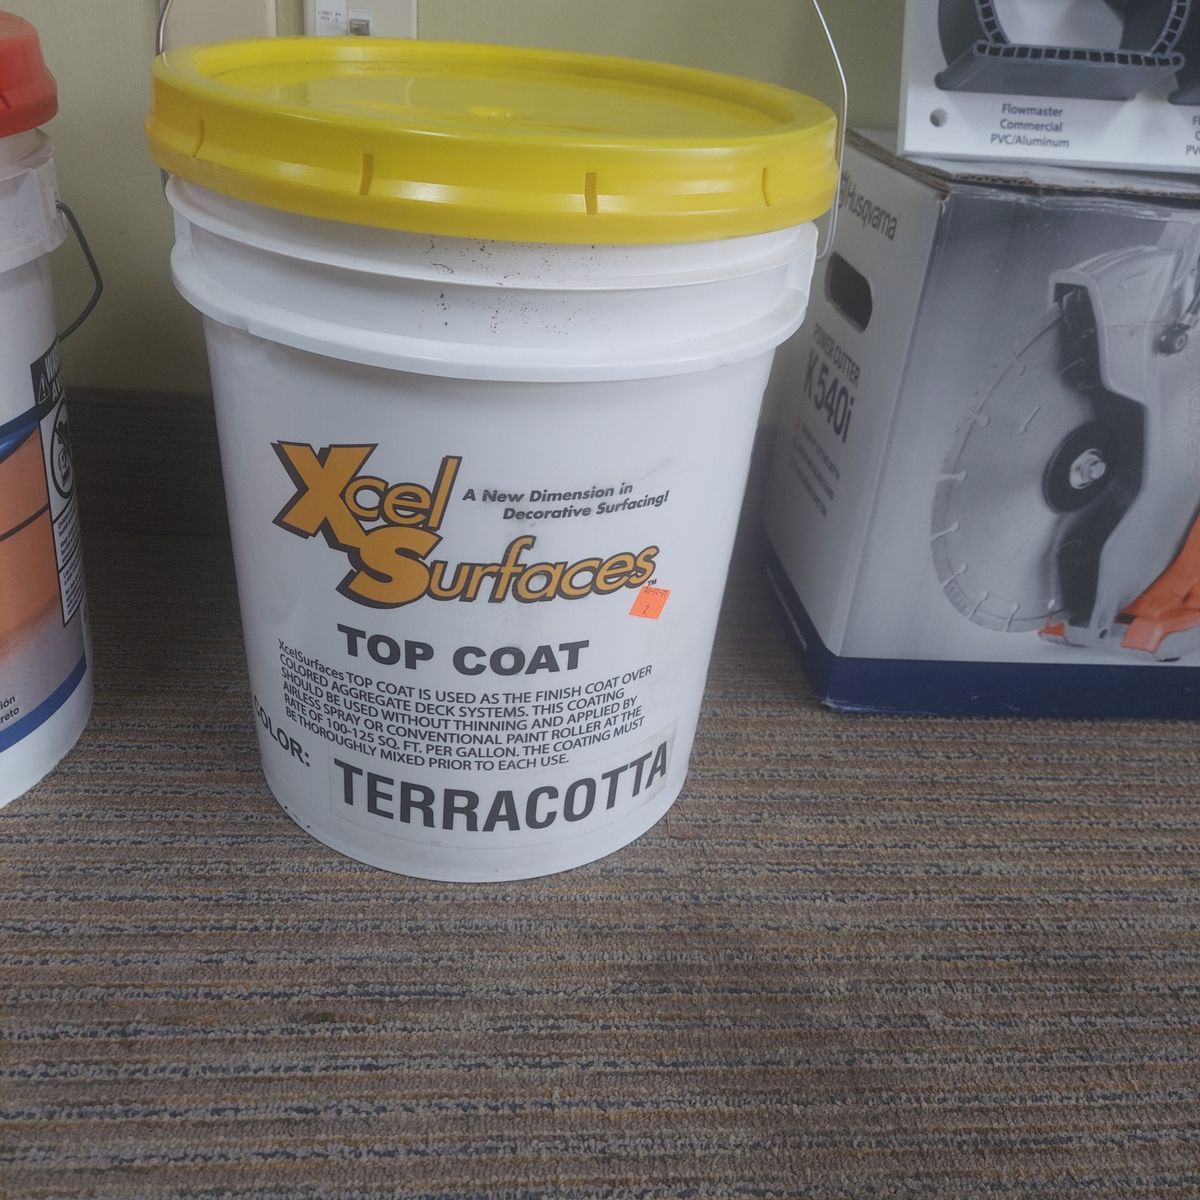 Xcel
Surfaces™
A New Dimension in
Decorative Surfacing!
2
TOP COAT
XcelSurfaces TOP COAT IS USED AS THE FINISH COAT OVER
COLORED AGGREGATE DECK SYSTEMS. THIS COATING
SHOULD BE USED WITHOUT THINNING AND APPLIED BY
AIRLESS SPRAY OR CONVENTIONAL PAINT ROLLER AT THE
RATE OF 100-125 SQ. FT. PER GALLON. THE COATING MUST
BE THOROUGHLY MIXED PRIOR TO EACH USE.
COLOR:
TERRACOTTA
Flowmaster
Commercial
PVC/Aluminum
Husqvarna
POWER CUTTER
K 540i